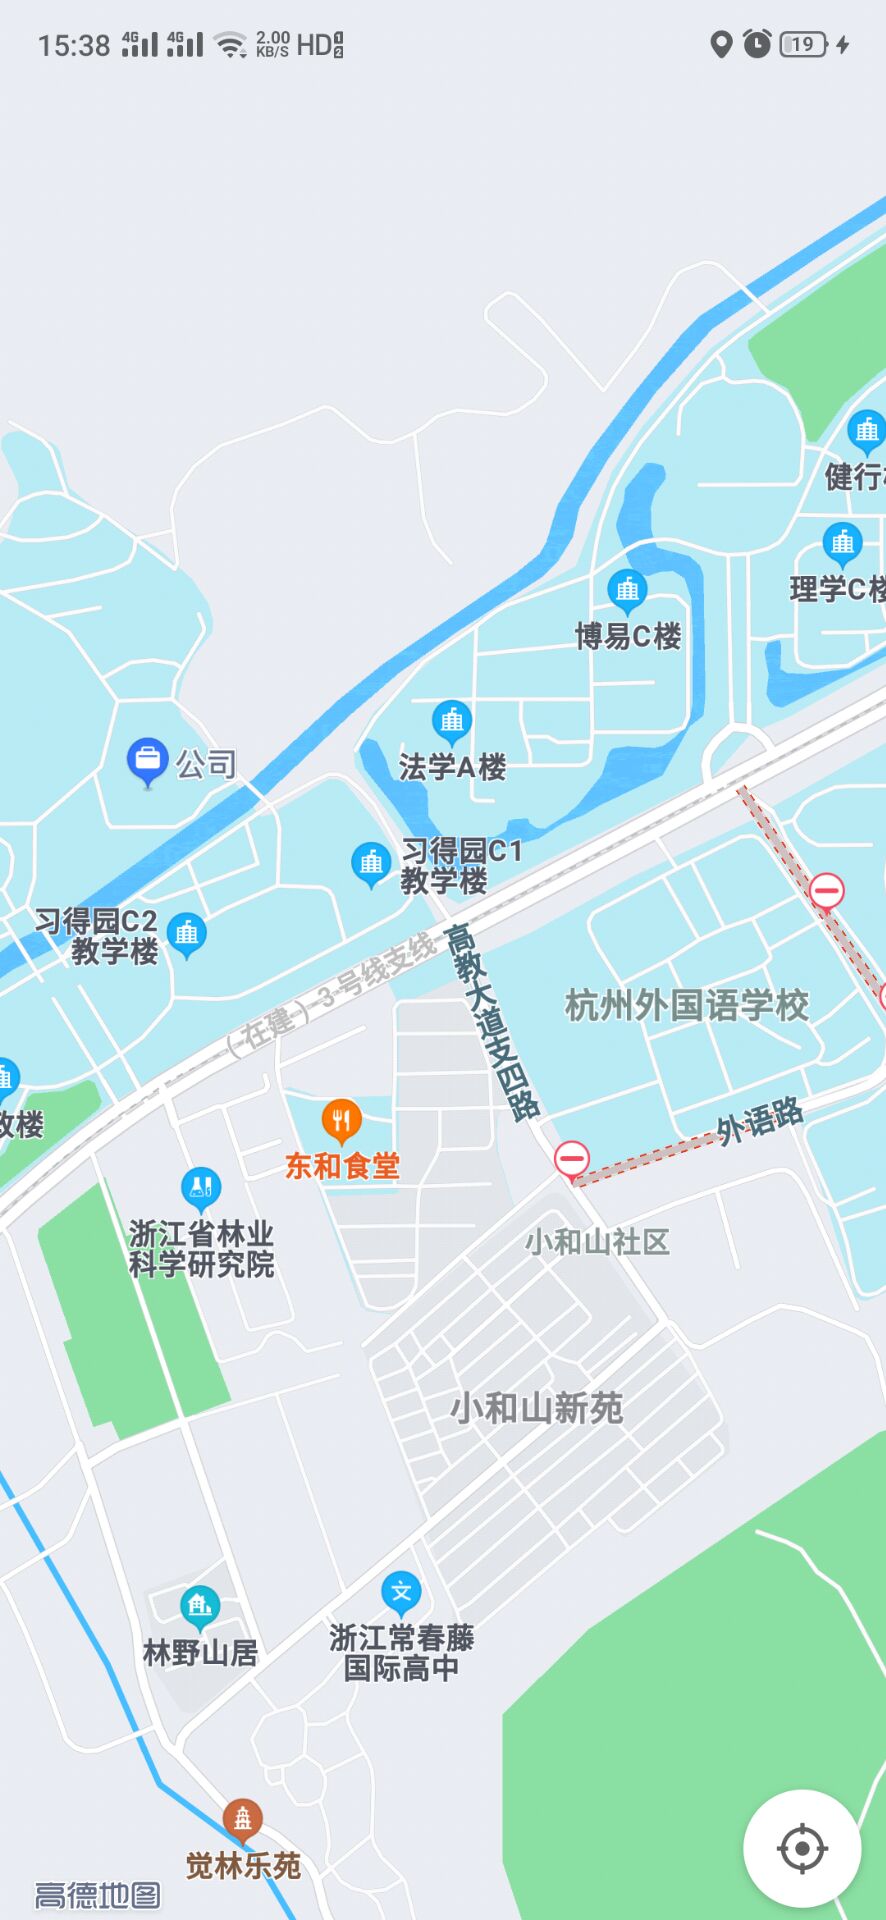 15:38 4G 4G 2.00 KB/S HD 1 2
19
健行
理学C楼
博易C楼
法学A楼
公司
习得园C1
教学楼
习得园C2
教学楼
高教大道支四路
(在建)3号线支线
杭州外国语学校
外语路
东和食堂
浙江省林业
科学研究院
小和山社区
小和山新苑
文
浙江常春藤
国际高中
林野山居
觉林乐苑
高德地图